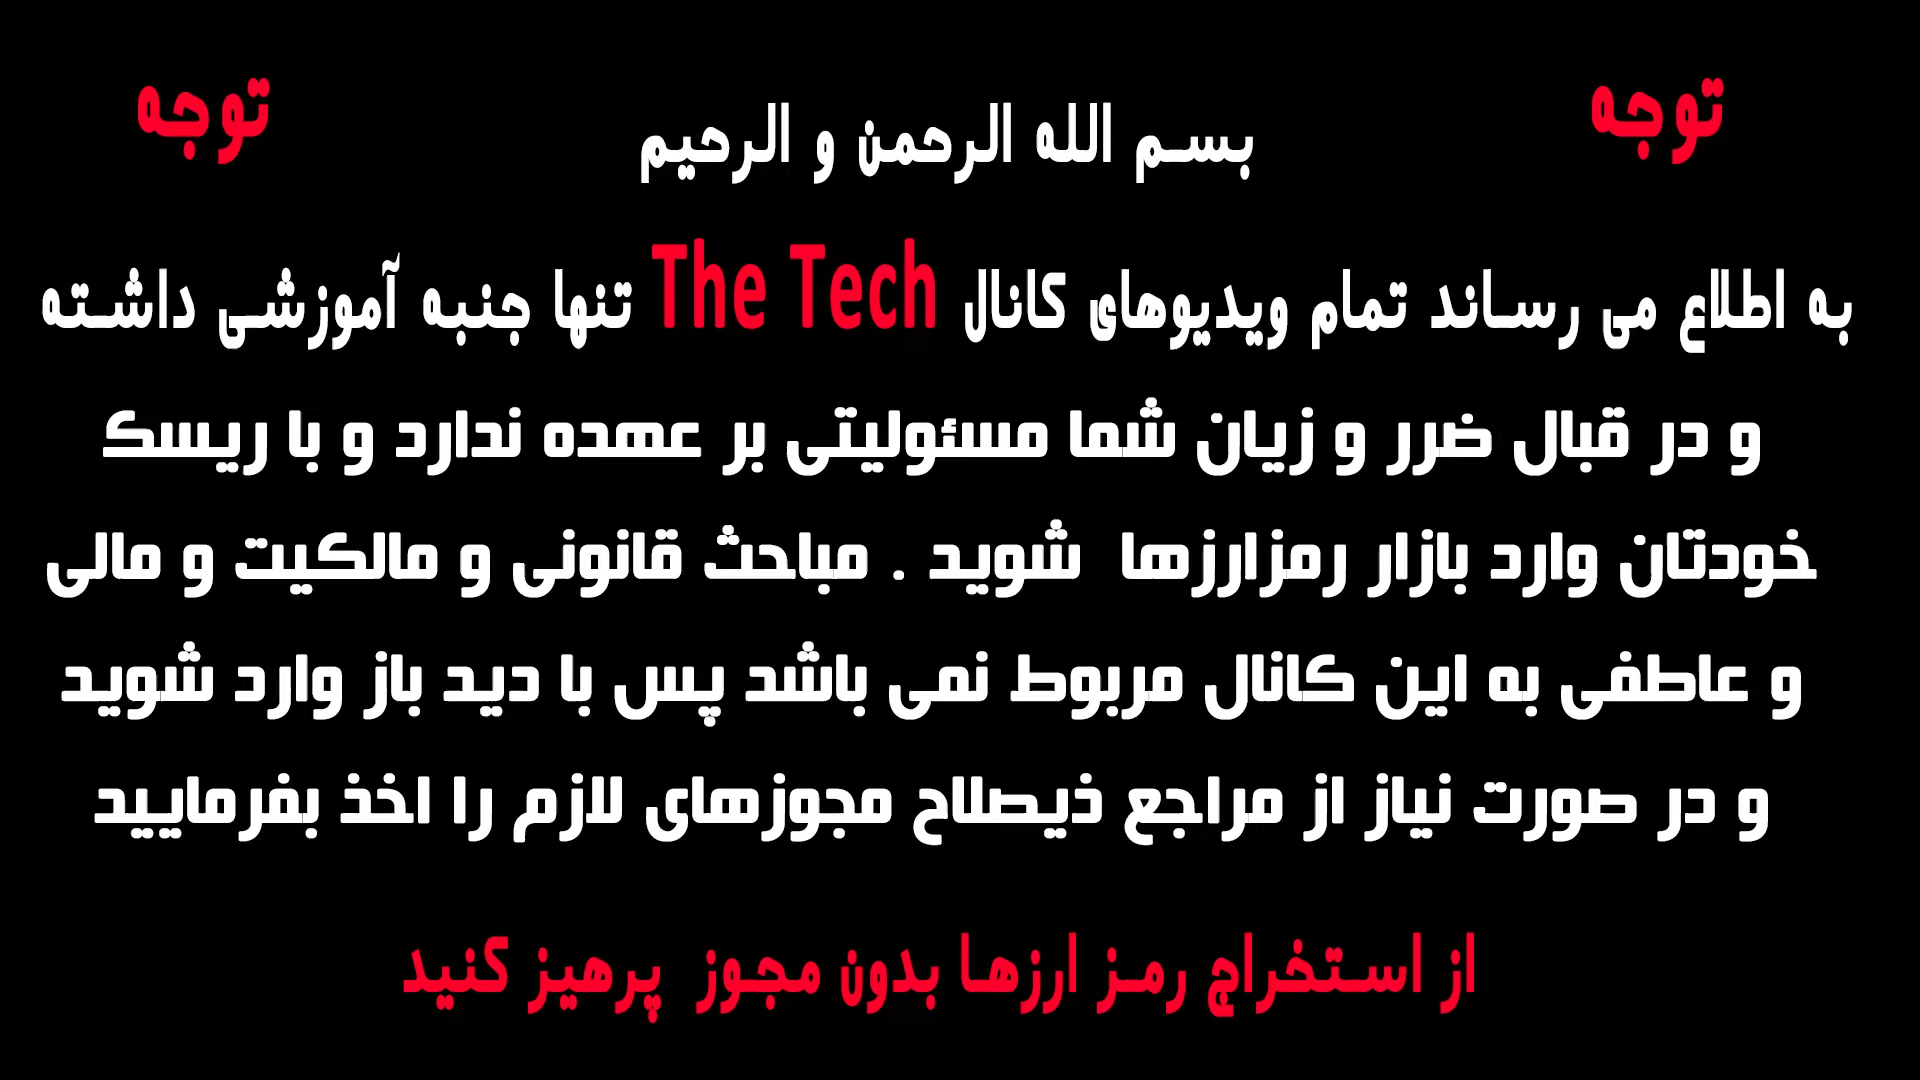 توجه
توجه
بسم الله الرحمن و الرحیم
به اطلاع می رساند تمام ویدیوهای کانال The Tech تنها جنبه آموزشی داشته
و در قبال ضرر و زیان شما مسئولیتی بر عهده ندارد و با ریسک
خودتان وارد بازار رمزارزها شوید . مباحث قانونی و مالکیت و مالی
و عاطفی به این کانال مربوط نمی باشد پس با دید باز وارد شوید
و در صورت نیاز از مراجع ذیصلاح مجوزهای لازم را اخذ بفرمایید
از استخراج رمز ارزها بدون مجوز پرهیز کنید